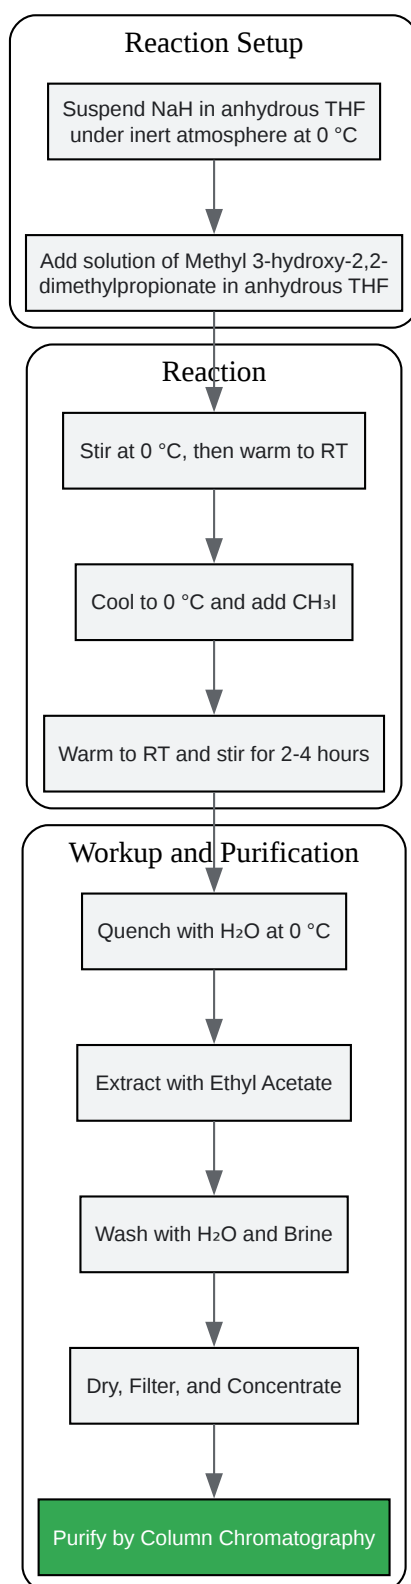 Reaction Setup
Suspend NaH in anhydrous THF
under inert atmosphere at 0 °C
Add solution of Methyl 3-hydroxy-2,2-
dimethylpropionate in anhydrous THF
Reaction
Stir at 0 °C, then warm to RT
Cool to 0 °C and add CH₃I
Warm to RT and stir for 2-4 hours
Workup and Purification
Quench with H₂O at 0 °C
Extract with Ethyl Acetate
Wash with H₂O and Brine
Dry, Filter, and Concentrate
Purify by Column Chromatography